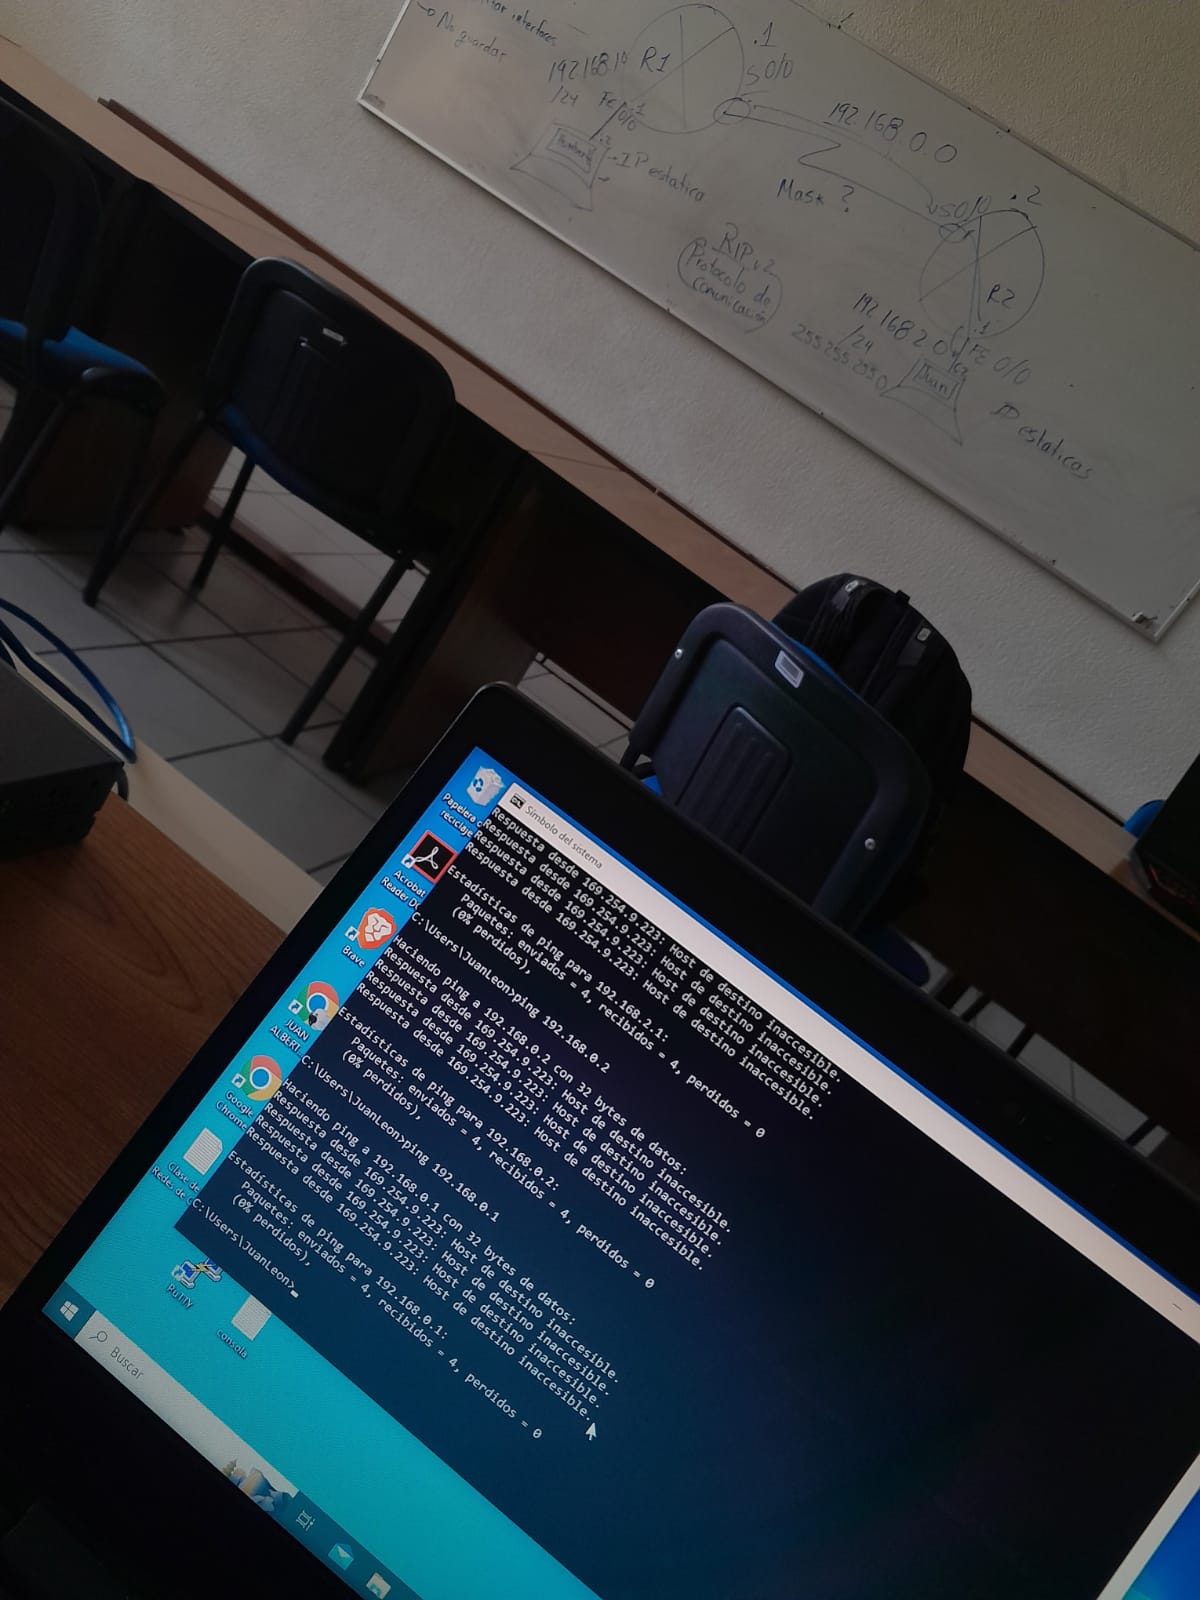 No guardar
192.168.1.0
/24
R1
FE
0/0
.1
.2
IP estatica
.1
S 0/0
192.168.0.0
Mask ?
.2
S0/0
R2
RIP v2
Protocolo de
comunicación
192.168.2.0
/24
255.255.255.0
.1
FE 0/0
Juan
IP estaticas
Papelera
reciclaje
Acrobat
Reader DC
Brave
JUAN
ALBERT
Google
Chrome
Clase de
PuTTY
consola
Buscar
Símbolo del sistema
Respuesta desde 169.254.9.223: Host de destino inaccesible.
Respuesta desde 169.254.9.223: Host de destino inaccesible.
Respuesta desde 169.254.9.223: Host de destino inaccesible.
Respuesta desde 169.254.9.223: Host de destino inaccesible.
Estadísticas de ping para 192.168.2.1:
Paquetes: enviados = 4, recibidos = 4, perdidos = 0
(0% perdidos),
C:\Users\JuanLeon>ping 192.168.0.2
Haciendo ping a 192.168.0.2 con 32 bytes de datos:
Respuesta desde 169.254.9.223: Host de destino inaccesible.
Respuesta desde 169.254.9.223: Host de destino inaccesible.
Respuesta desde 169.254.9.223: Host de destino inaccesible.
Respuesta desde 169.254.9.223: Host de destino inaccesible.
Estadísticas de ping para 192.168.0.2:
Paquetes: enviados = 4, recibidos = 4, perdidos = 0
(0% perdidos),
C:\Users\JuanLeon>ping 192.168.0.1
Haciendo ping a 192.168.0.1 con 32 bytes de datos:
Respuesta desde 169.254.9.223: Host de destino inaccesible.
Respuesta desde 169.254.9.223: Host de destino inaccesible.
Respuesta desde 169.254.9.223: Host de destino inaccesible.
Respuesta desde 169.254.9.223: Host de destino inaccesible.
Estadísticas de ping para 192.168.0.1:
Paquetes: enviados = 4, recibidos = 4, perdidos = 0
(0% perdidos),
C:\Users\JuanLeon>